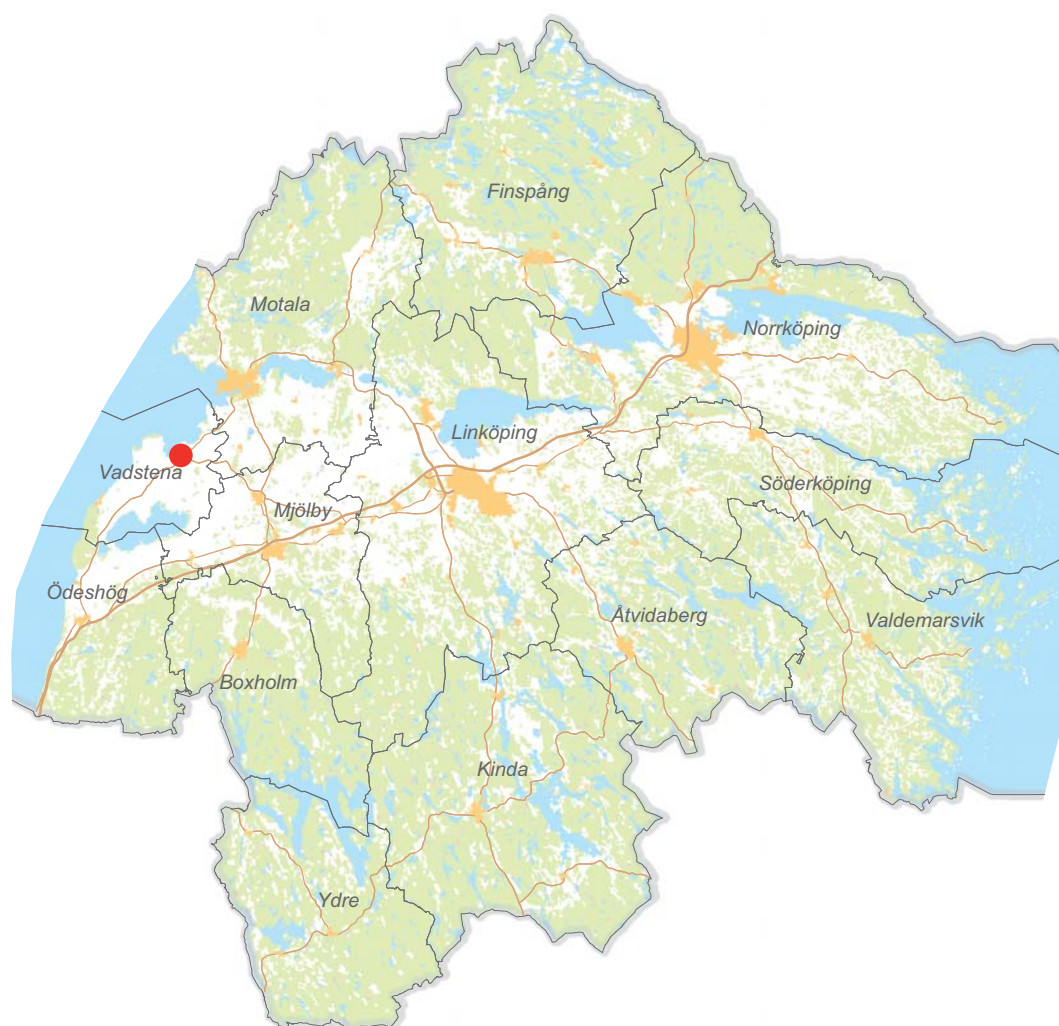 Finspång
Motala
Norrköping
Linköping
Vadstena
Söderköping
Mjölby
Ödeshög
Åtvidaberg
Valdemarsvik
Boxholm
Kinda
Ydre